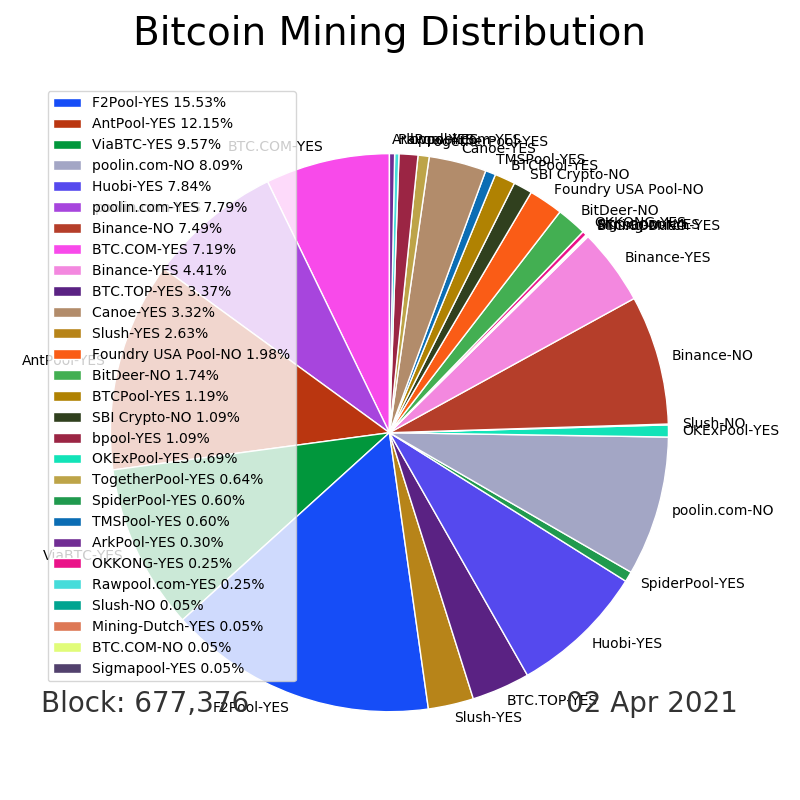 Bitcoin Mining Distribution
F2Pool-YES 15.53%
AntPool-YES 12.15%
ViaBTC-YES 9.57%
poolin.com-NO 8.09%
Huobi-YES 7.84%
poolin.com-YES 7.79%
Binance-NO 7.49%
BTC.COM-YES 7.19%
Binance-YES 4.41%
BTC.TOP-YES 3.37%
Canoe-YES 3.32%
Slush-YES 2.63%
Foundry USA Pool-NO 1.98%
BitDeer-NO 1.74%
BTCPool-YES 1.19%
SBI Crypto-NO 1.09%
bpool-YES 1.09%
OKExPool-YES 0.69%
TogetherPool-YES 0.64%
SpiderPool-YES 0.60%
TMSPool-YES 0.60%
ArkPool-YES 0.30%
OKKONG-YES 0.25%
Rawpool.com-YES 0.25%
Slush-NO 0.05%
Mining-Dutch-YES 0.05%
BTC.COM-NO 0.05%
Sigmapool-YES 0.05%
BTC.COM-YES
AntPool-YES
ViaBTC-YES
F2Pool-YES
Slush-YES
BTC.TOP-YES
Huobi-YES
SpiderPool-YES
poolin.com-NO
OKExPool-YES
Slush-NO
Binance-NO
Binance-YES
OKKONG-YES
BitDeer-NO
Foundry USA Pool-NO
SBI Crypto-NO
BTCPool-YES
TMSPool-YES
Canoe-YES
Block: 677,376
02 Apr 2021